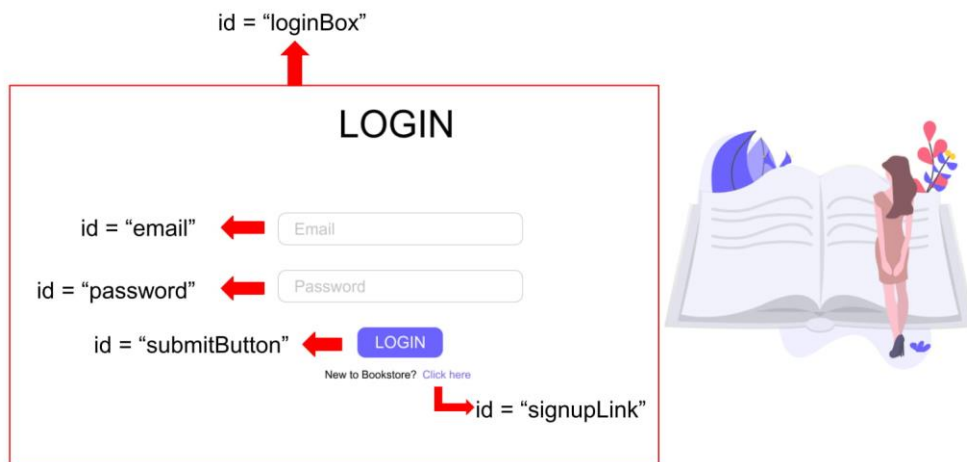 id = “loginBox”
LOGIN
id = “email”
Email
id = “password”
Password
id = “submitButton”
LOGIN
New to Bookstore? Click here
id = “signupLink”